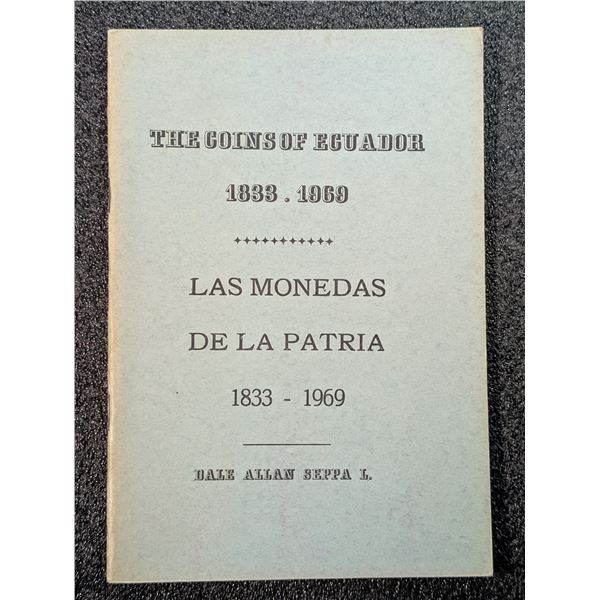 THE COINS OF ECUADOR
1833 . 1969
LAS MONEDAS
DE LA PATRIA
1833 - 1969
DALE ALLAN SEPPA L.